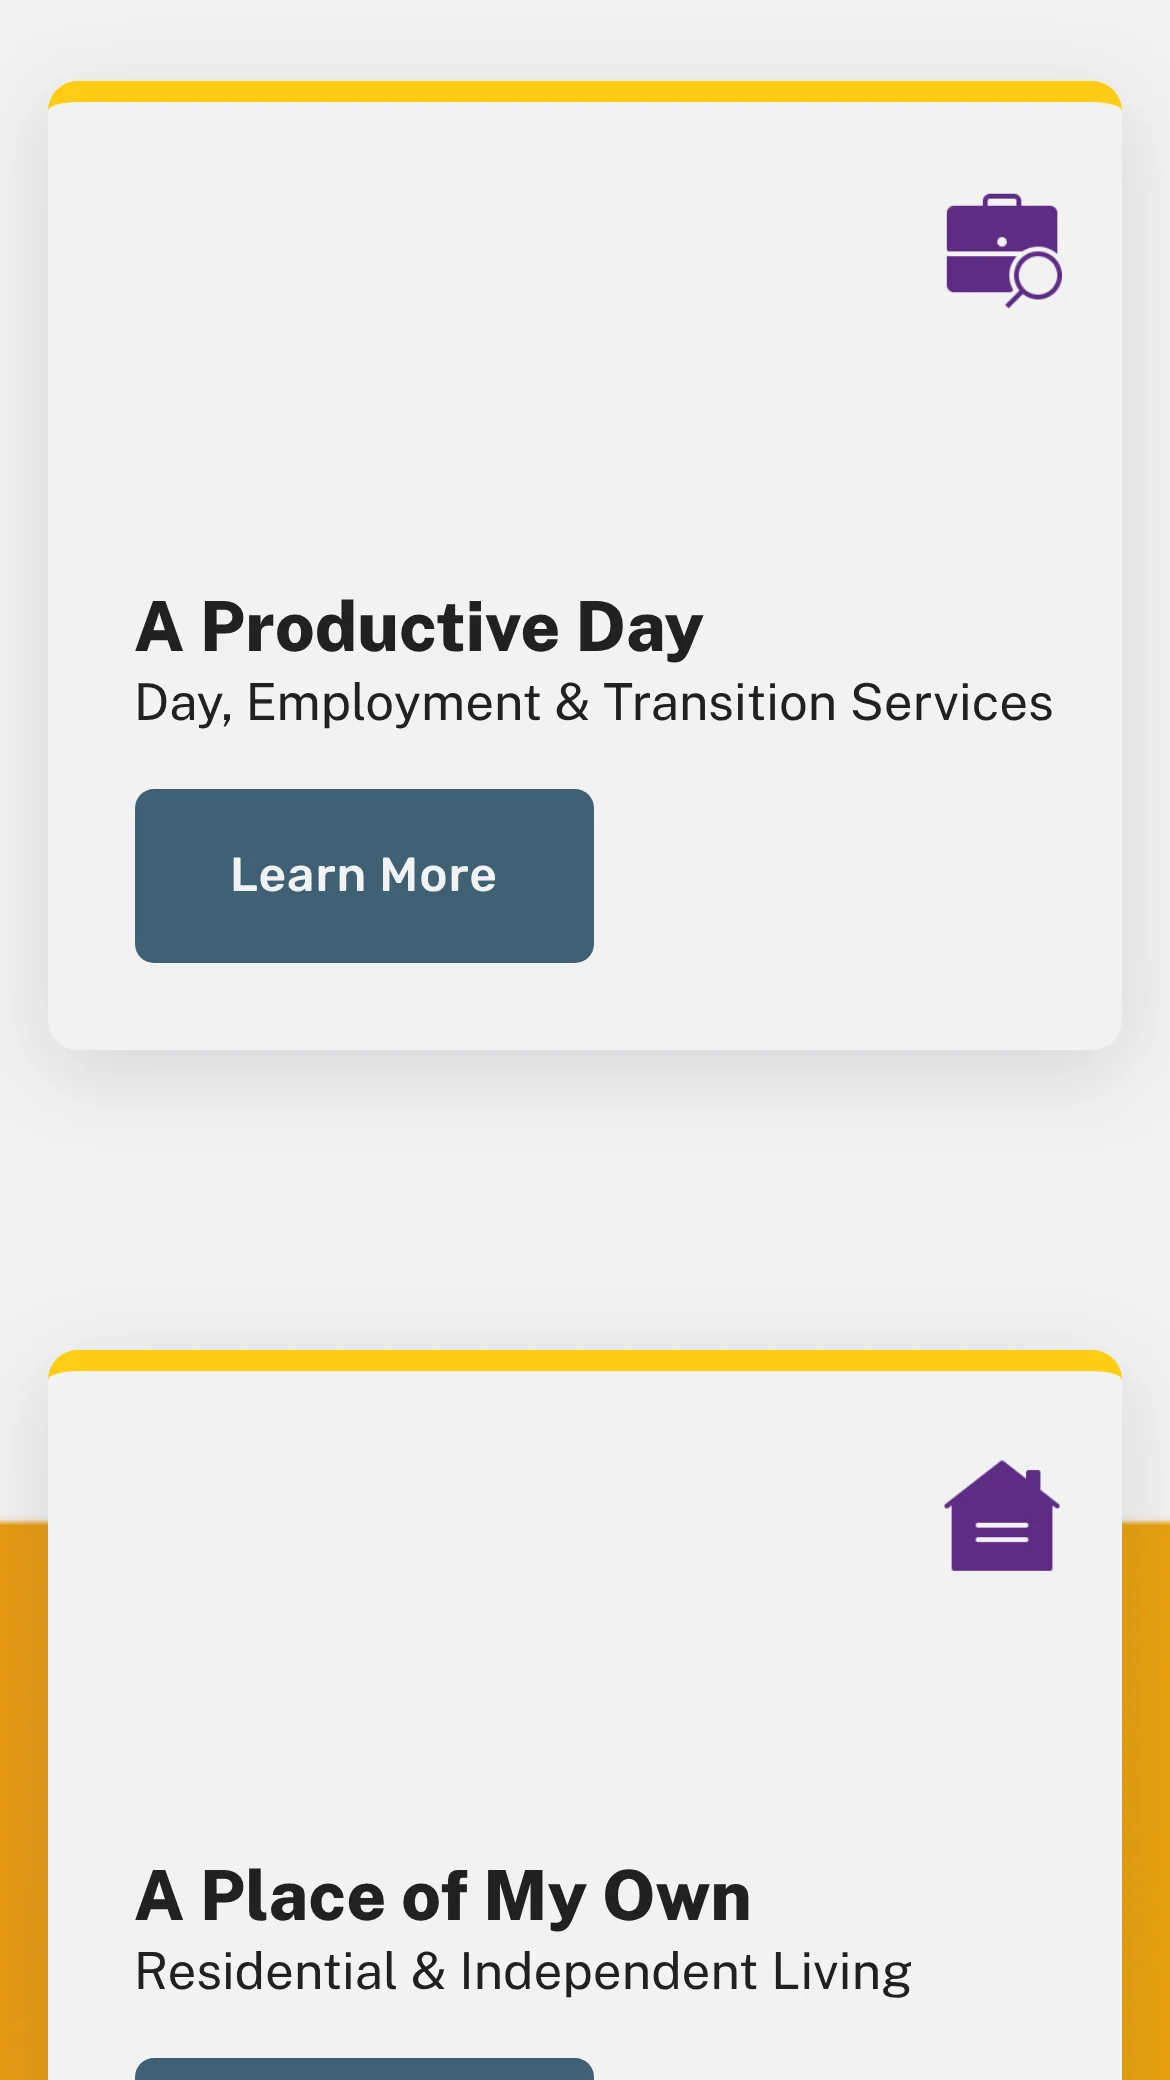 A Productive Day
Day, Employment & Transition Services
Learn More
A Place of My Own
Residential & Independent Living